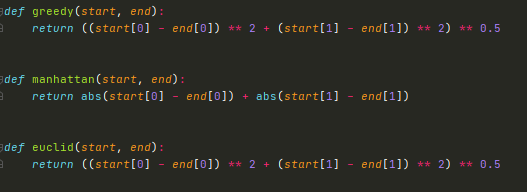 def greedy(start, end):
    return ((start[0] - end[0]) ** 2 + (start[1] - end[1]) ** 2) ** 0.5
def manhattan(start, end):
    return abs(start[0] - end[0]) + abs(start[1] - end[1])
def euclid(start, end):
    return ((start[0] - end[0]) ** 2 + (start[1] - end[1]) ** 2) ** 0.5